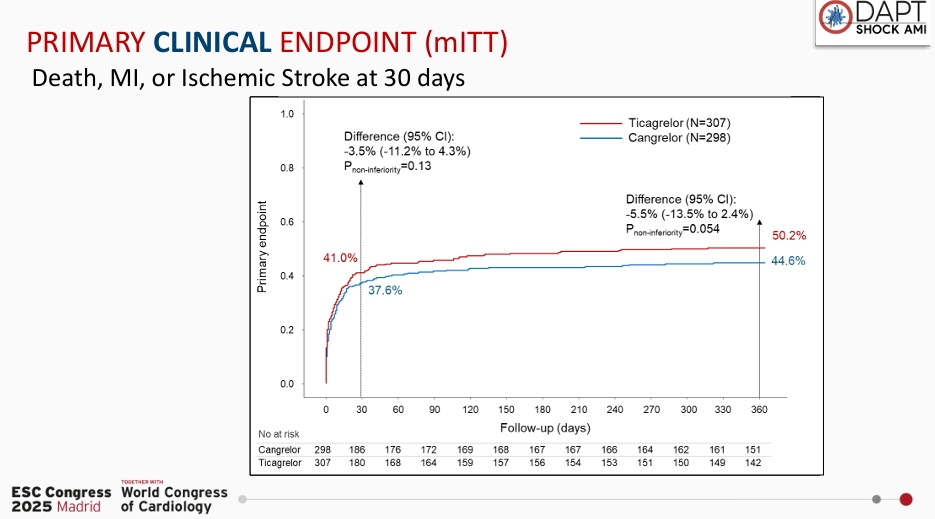 DAPT
SHOCK AMI
PRIMARY CLINICAL ENDPOINT (mITT)
Death, MI, or Ischemic Stroke at 30 days
Primary endpoint
1.0
0.8
0.6
0.4
0.2
0.0
Difference (95% CI):
-3.5% (-11.2% to 4.3%)
Pnon-inferiority=0.13
Ticagrelor (N=307)
Cangrelor (N=298)
Difference (95% CI):
-5.5% (-13.5% to 2.4%)
Pnon-inferiority=0.054
41.0%
37.6%
50.2%
44.6%
0 30 60 90 120 150 180 210 240 270 300 330 360
Follow-up (days)
No at risk
Cangrelor 298 186 176 172 169 168 167 167 166 164 162 161 151
Ticagrelor 307 180 168 164 159 157 156 154 153 151 150 149 142
ESC Congress
2025 Madrid
TOGETHER WITH
World Congress
of Cardiology